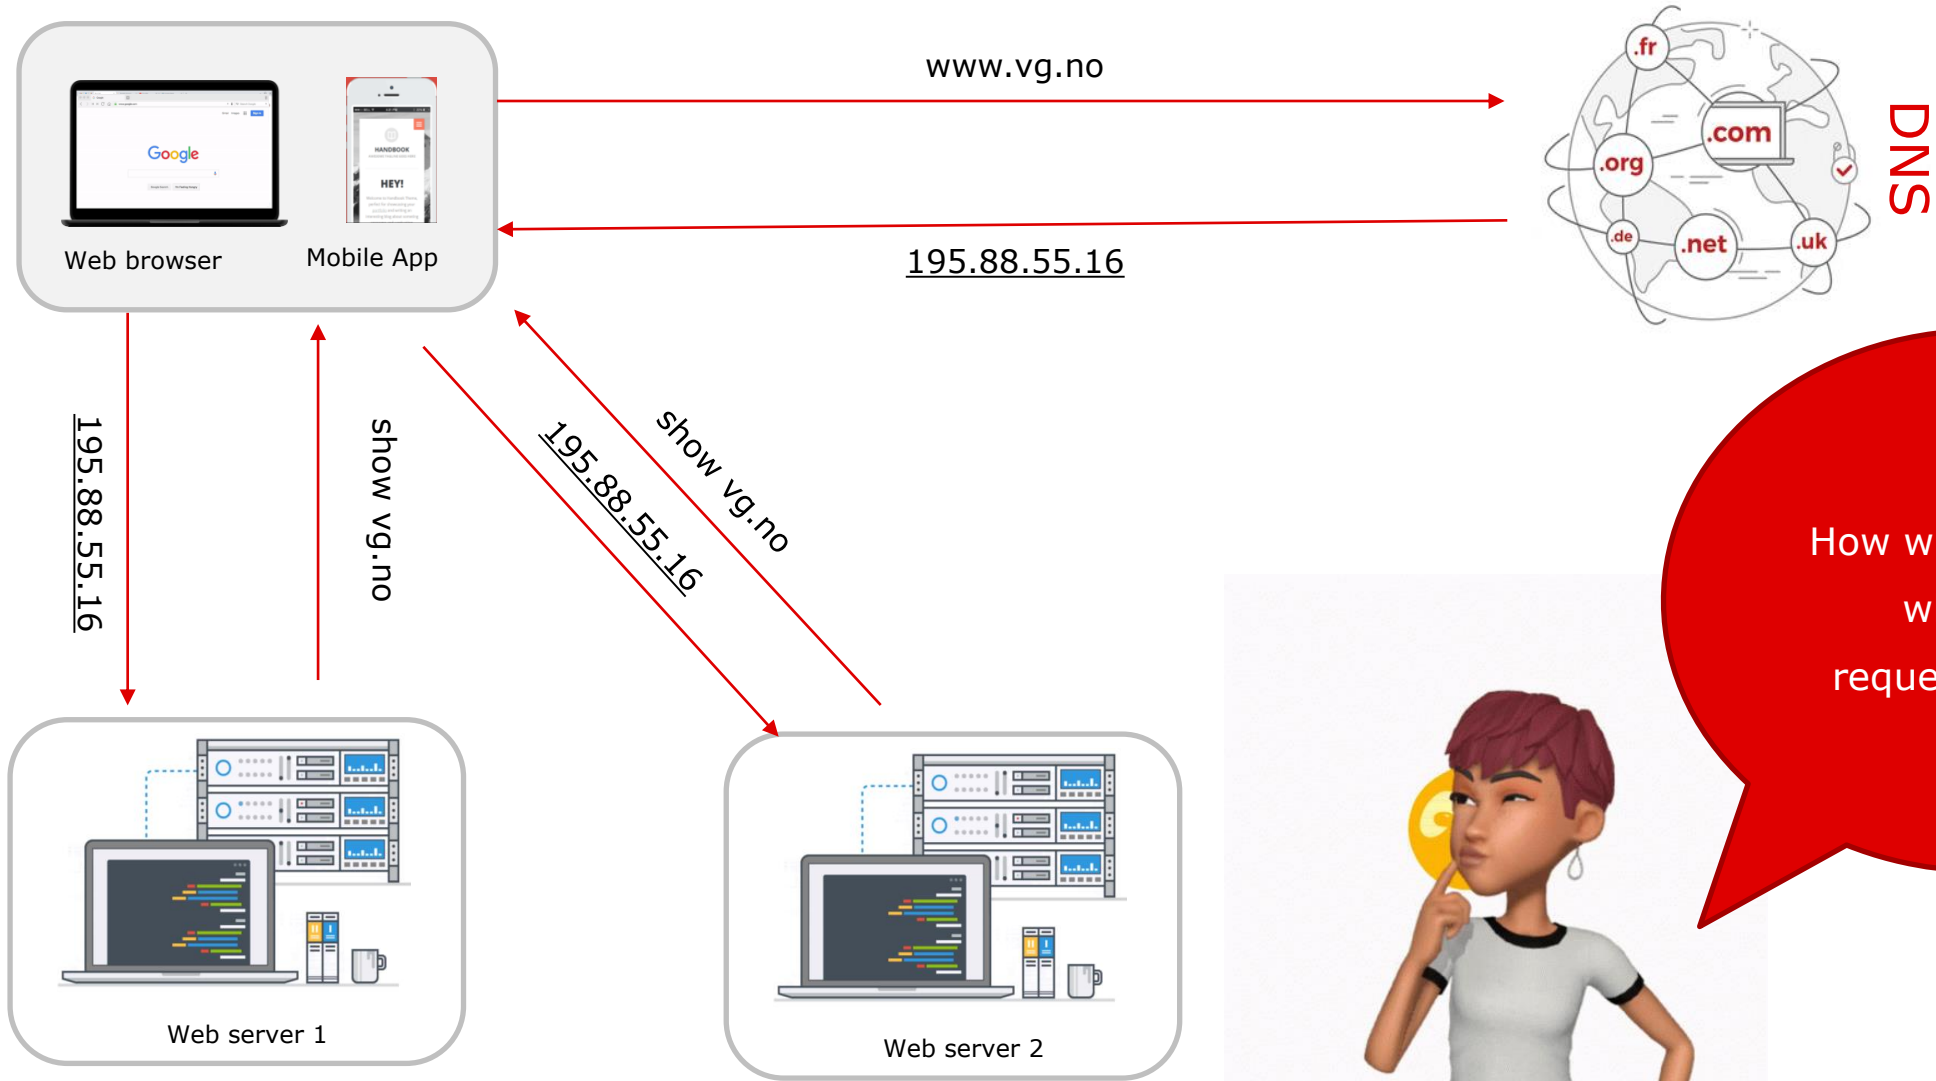 www.vg.no
.fr
.com
.org
.de
.net
.uk
DNS
Google
HANDBOOK
HEY!
Web browser
Mobile App
195.88.55.16
195.88.55.16
show vg.no
195.88.55.16
show vg.no
How w
w
reque
Web server 1
Web server 2